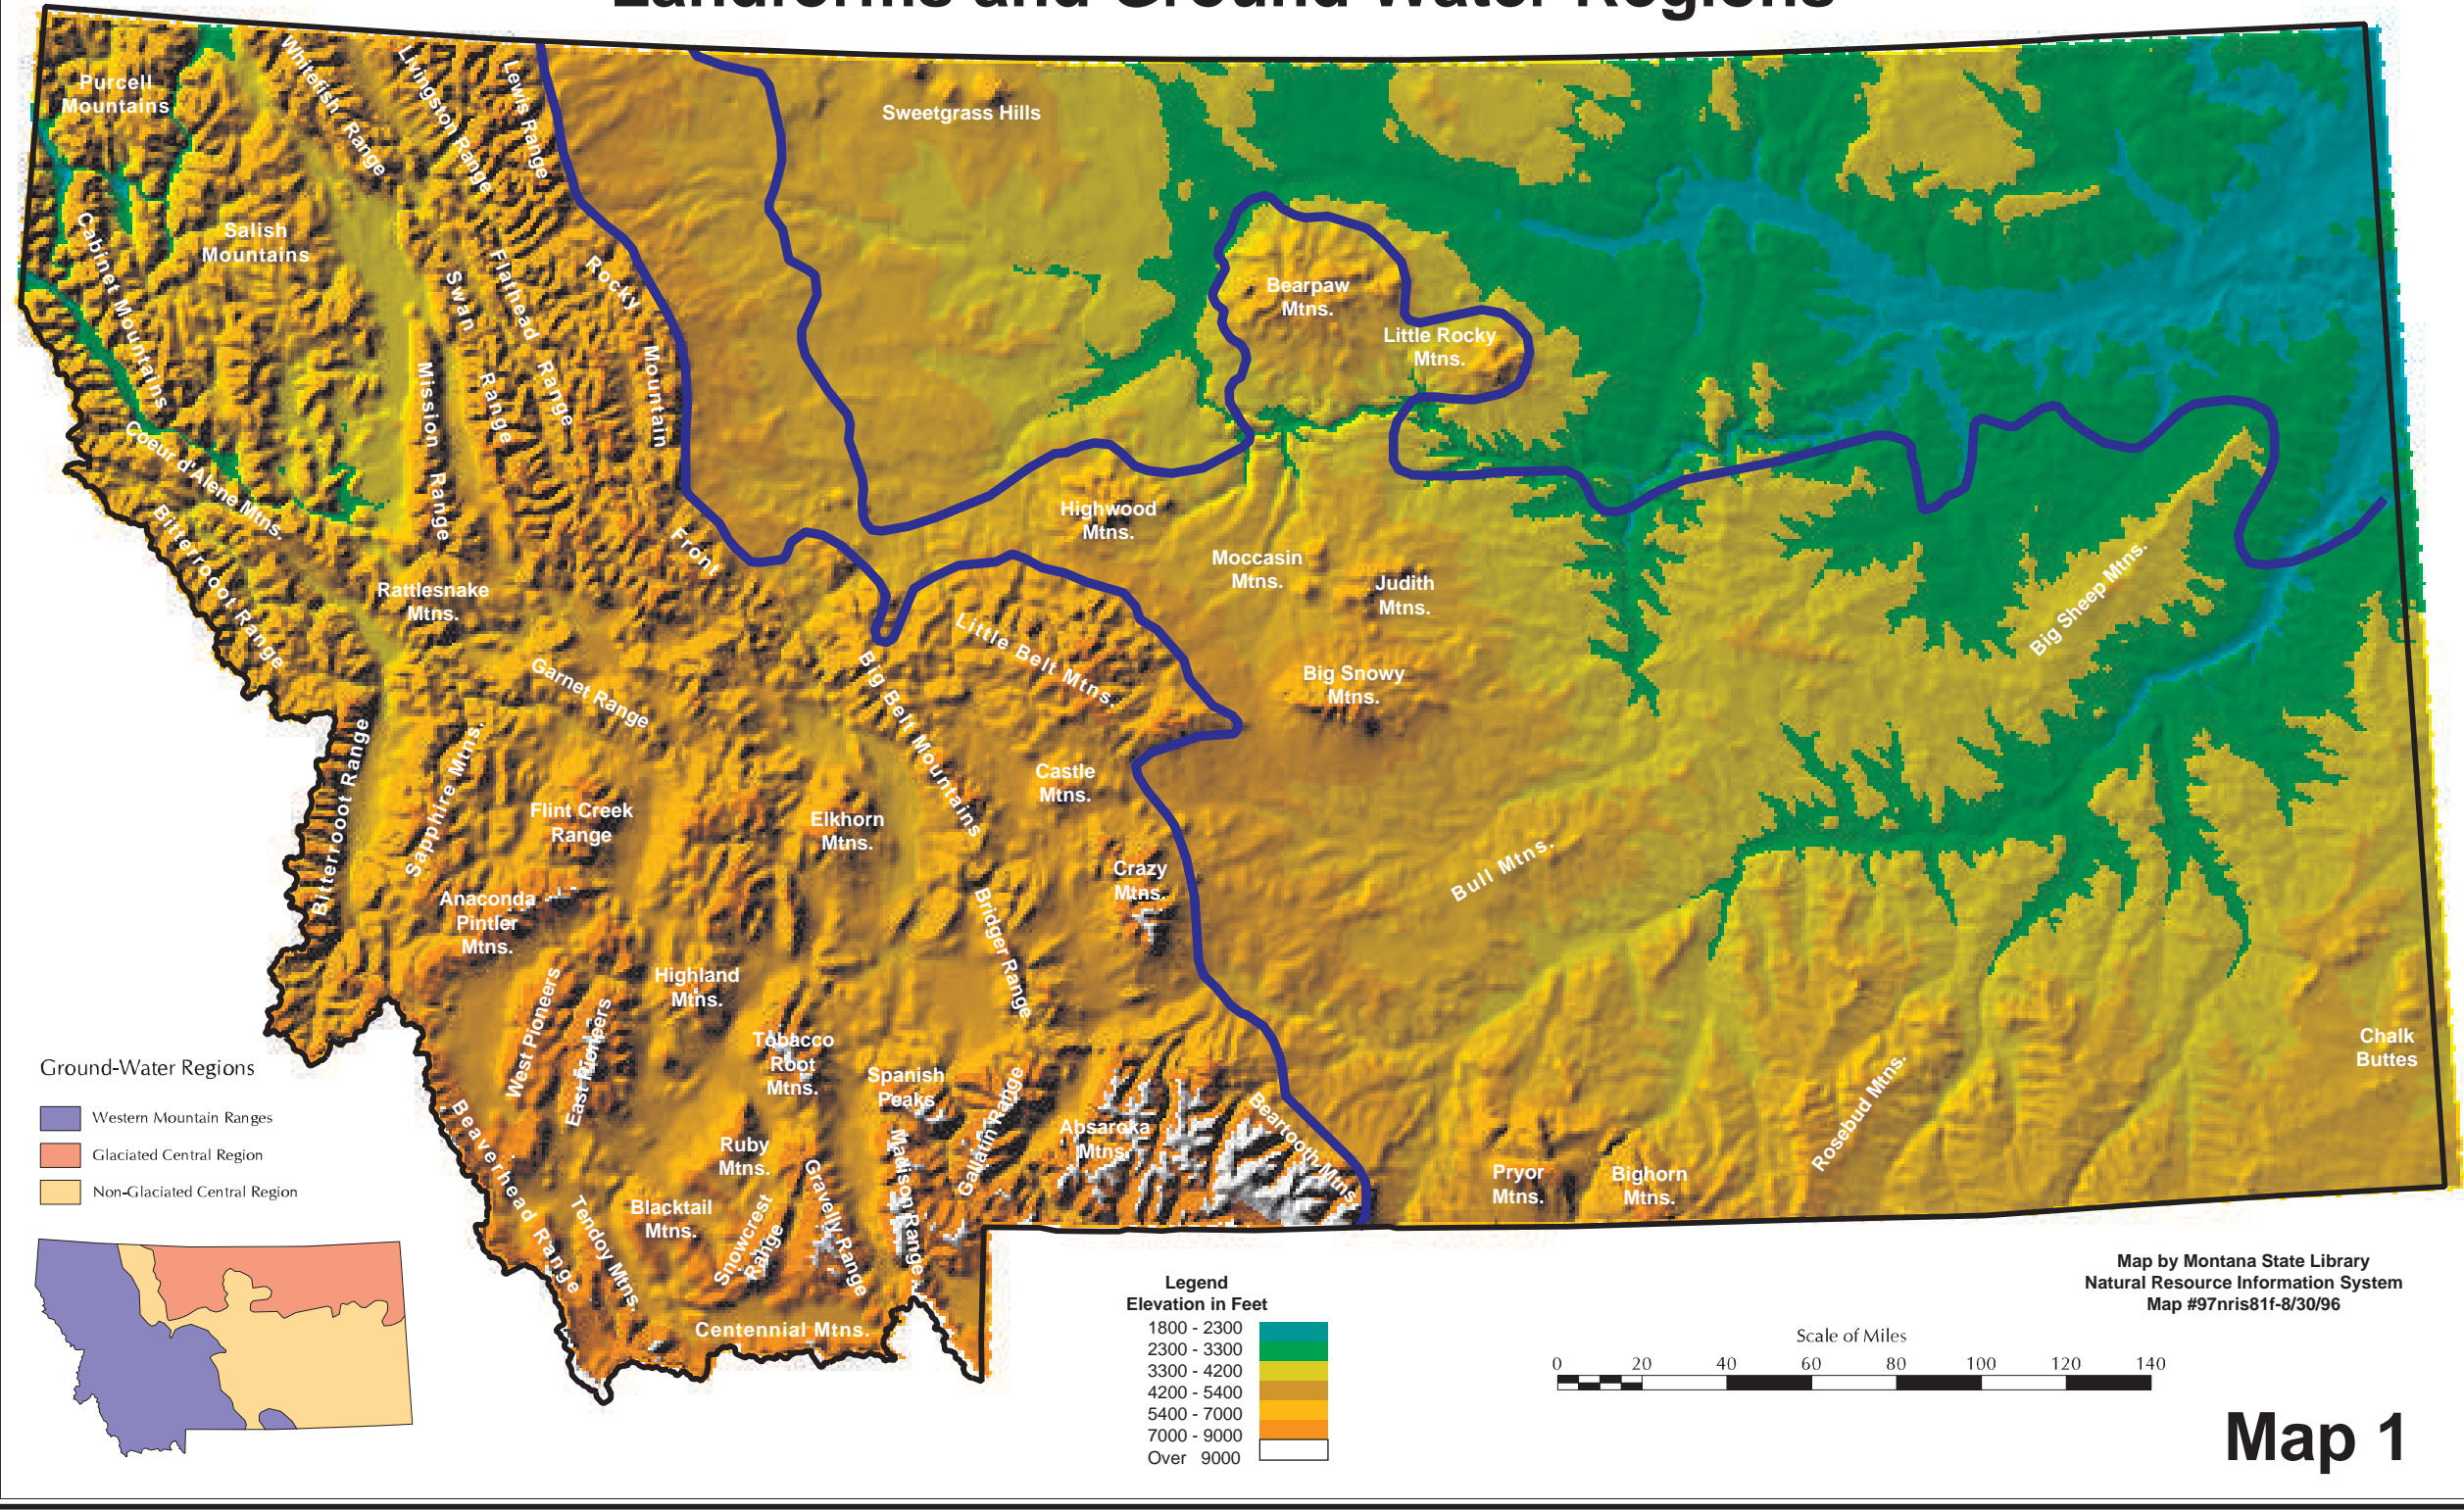 Landforms and Ground Water Regions
Purcell
Mountains
Whitefish Range
Livingston Range
Lewis Range
Sweetgrass Hills
Cabinet Mountains
Salish
Mountains
Swan Range
Flathead Range
Rocky Mountain Front
Bearpaw
Mtns.
Little Rocky
Mtns.
Mission Range
Coeur d'Alene Mtns.
Bitterroot Range
Rattlesnake
Mtns.
Highwood
Mtns.
Moccasin
Mtns.
Judith
Mtns.
Big Sheep Mtns.
Garnet Range
Little Belt Mtns.
Big Belt Mountains
Big Snowy
Mtns.
Bitterrooot Range
Sapphire Mtns.
Flint Creek
Range
Elkhorn
Mtns.
Castle
Mtns.
Crazy
Mtns.
Bull Mtns.
Anaconda
Pintler
Mtns.
Bridger Range
West Pioneers
East Pioneers
Highland
Mtns.
Tobacco
Root
Mtns.
Spanish
Peaks
Gallatin Range
Absaroka
Mtns.
Beartooth Mtns.
Chalk
Buttes
Rosebud Mtns.
Pryor
Mtns.
Bighorn
Mtns.
Beaverhead Range
Tendoy Mtns.
Ruby
Mtns.
Blacktail
Mtns.
Snowcrest
Range
Gravelly Range
Madison Range
Centennial Mtns.
Ground-Water Regions
Western Mountain Ranges
Glaciated Central Region
Non-Glaciated Central Region
Legend
Elevation in Feet
1800 - 2300
2300 - 3300
3300 - 4200
4200 - 5400
5400 - 7000
7000 - 9000
Over 9000
Map by Montana State Library
Natural Resource Information System
Map #97nris81f-8/30/96
Scale of Miles
0 20 40 60 80 100 120 140
Map 1